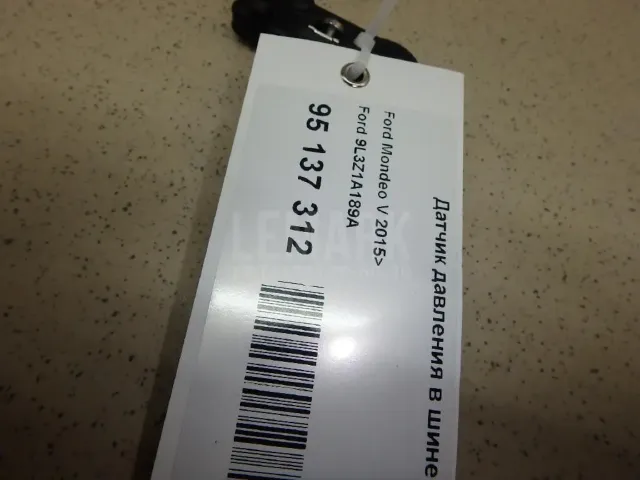 Датчик давления в шине
Ford Mondeo V 2015>
Ford 9L3Z1A189A
95 137 312